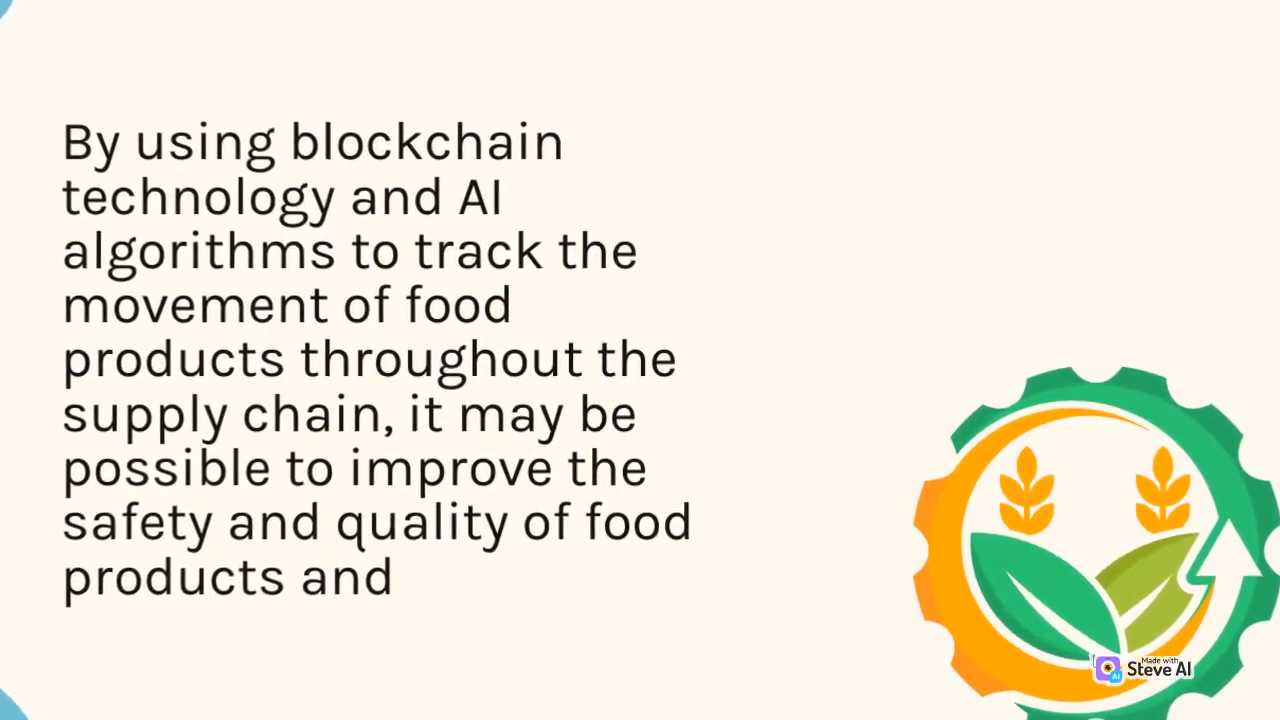 By using blockchain
technology and AI
algorithms to track the
movement of food
products throughout the
supply chain, it may be
possible to improve the
safety and quality of food
products and
Made with
Steve AI
AI